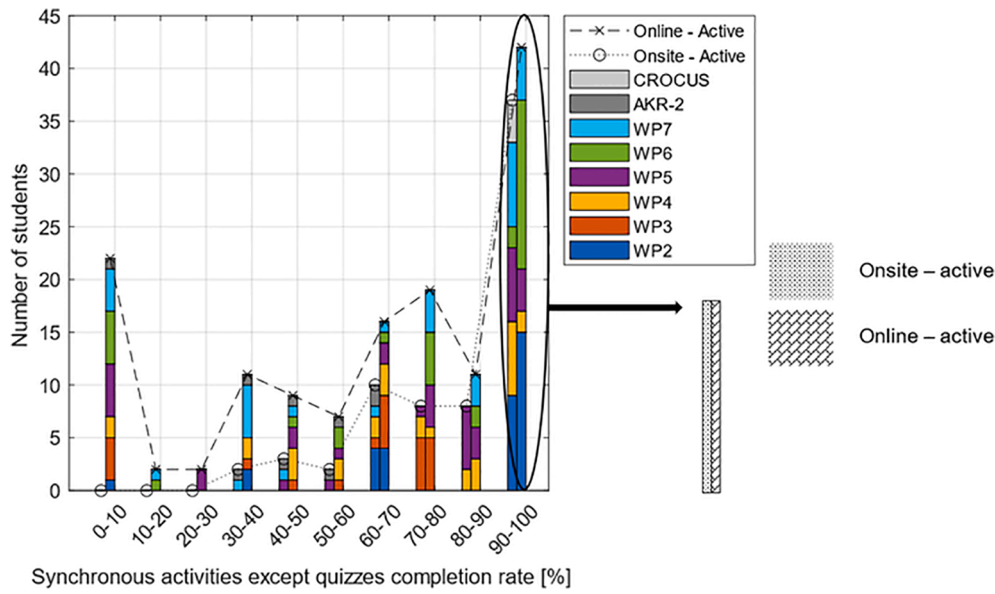 45
40
35
30
25
20
15
10
5
0
Number of students
0-10
10-20
20-30
30-40
40-50
50-60
60-70
70-80
80-90
90-100
Synchronous activities except quizzes completion rate [%]
Online - Active
Onsite - Active
CROCUS
AKR-2
WP7
WP6
WP5
WP4
WP3
WP2
Onsite – active
Online – active